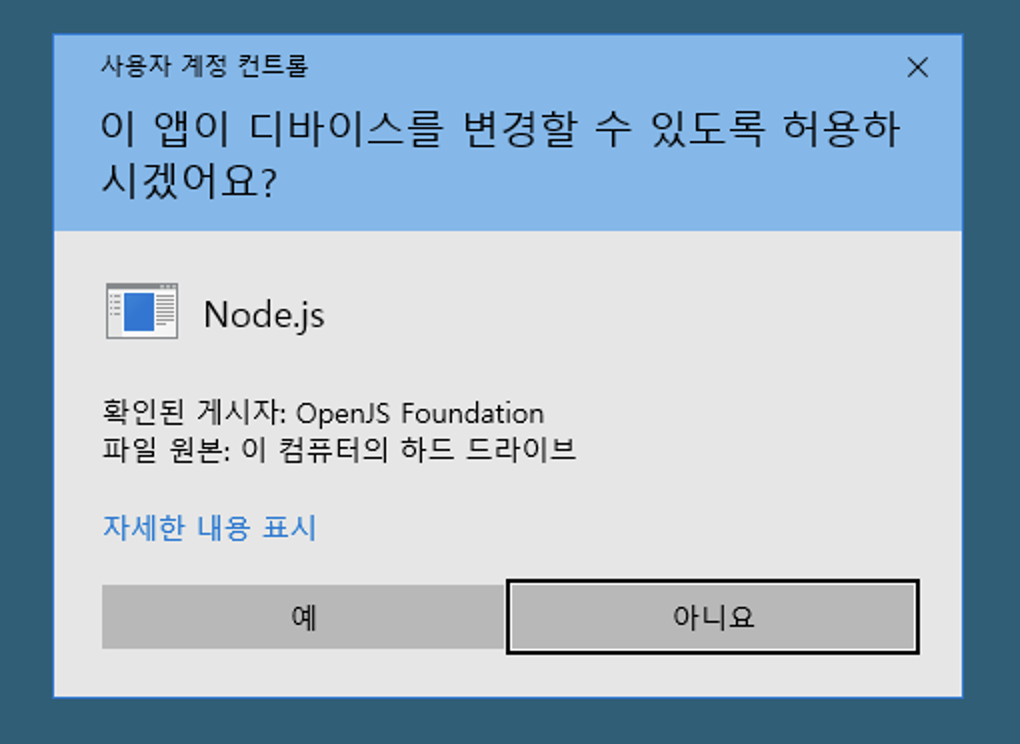 사용자 계정 컨트롤
이 앱이 디바이스를 변경할 수 있도록 허용하
시겠어요?
Node.js
확인된 게시자: OpenJS Foundation
파일 원본: 이 컴퓨터의 하드 드라이브
자세한 내용 표시
예
아니요